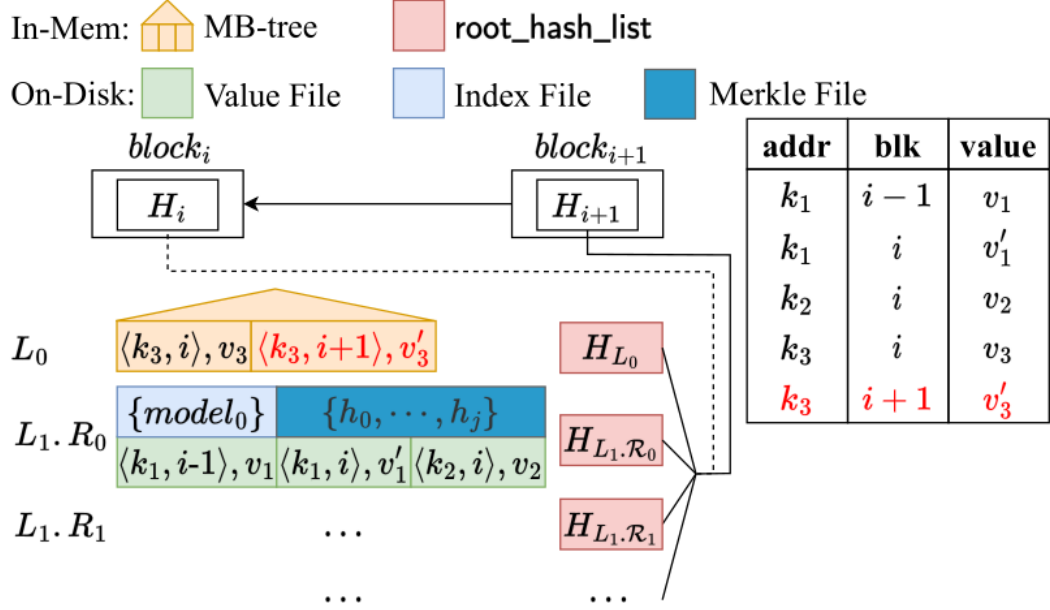 In-Mem: MB-tree root_hash_list
On-Disk: Value File Index File Merkle File
block_i block_{i+1}
H_i H_{i+1}
addr blk value
k_1 i − 1 v_1
k_1 i v'_1
k_2 i v_2
k_3 i v_3
k_3 i + 1 v'_3
L_0 ⟨k_3, i⟩, v_3 ⟨k_3, i+1⟩, v'_3 H_{L_0}
{model_0} {h_0, ⋯, h_j}
L_1.R_0 H_{L_1.R_0}
⟨k_1, i-1⟩, v_1 ⟨k_1, i⟩, v'_1 ⟨k_2, i⟩, v_2
L_1.R_1 ⋯ H_{L_1.R_1}
⋯ ⋯